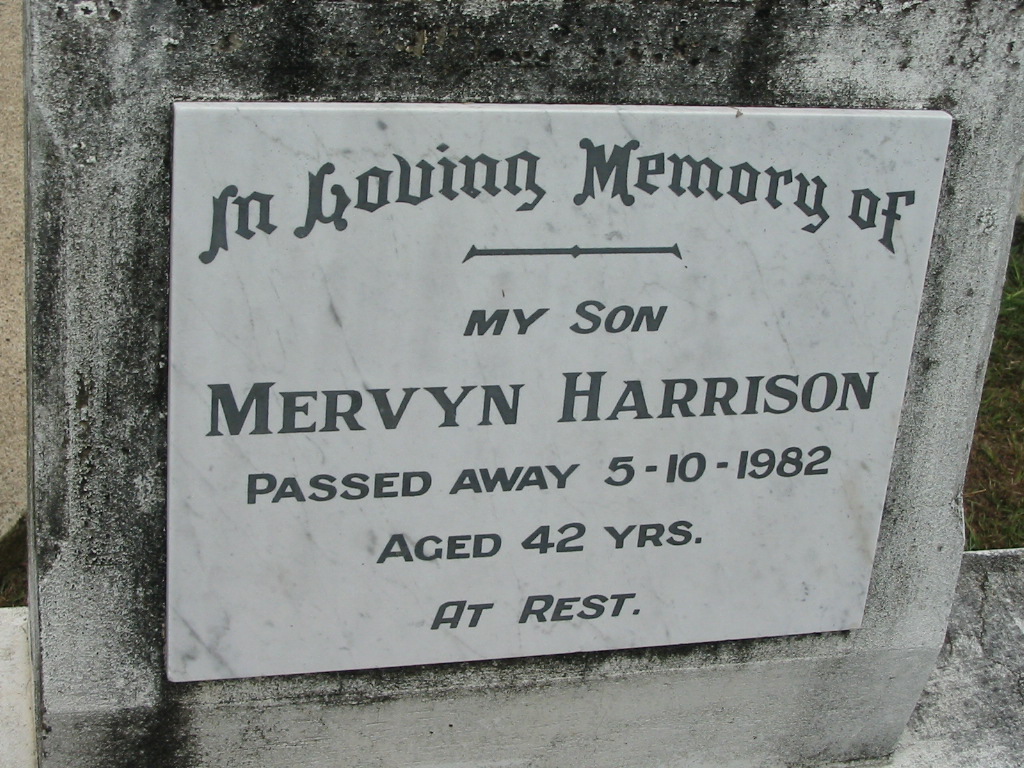 In Loving Memory of
MY SON
MERVYN HARRISON
PASSED AWAY 5-10-1982
AGED 42 YRS.
AT REST.